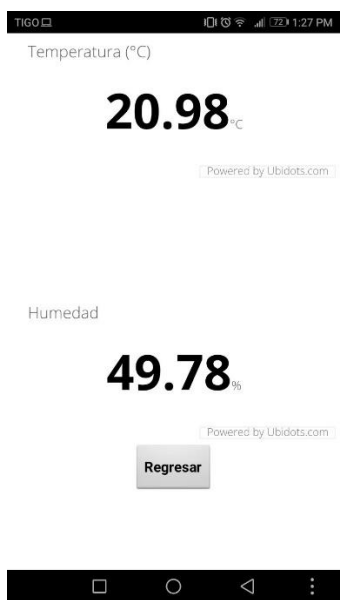 TIGO 72 1:27 PM
Temperatura (°C)
20.98 °C
Powered by Ubidots.com
Humedad
49.78 %
Powered by Ubidots.com
Regresar